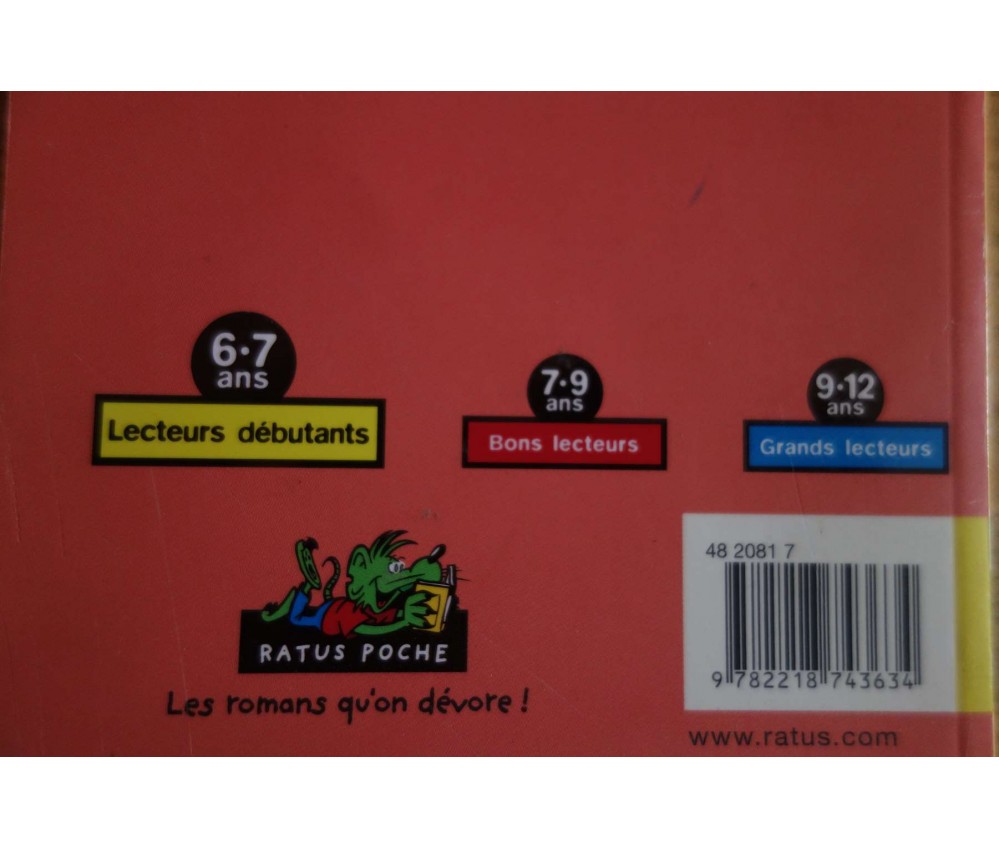 6·7
ans
Lecteurs débutants
7·9
ans
Bons lecteurs
9·12
ans
Grands lecteurs
RATUS POCHE
Les romans qu'on dévore !
48 2081 7
9 782218 743634
www.ratus.com